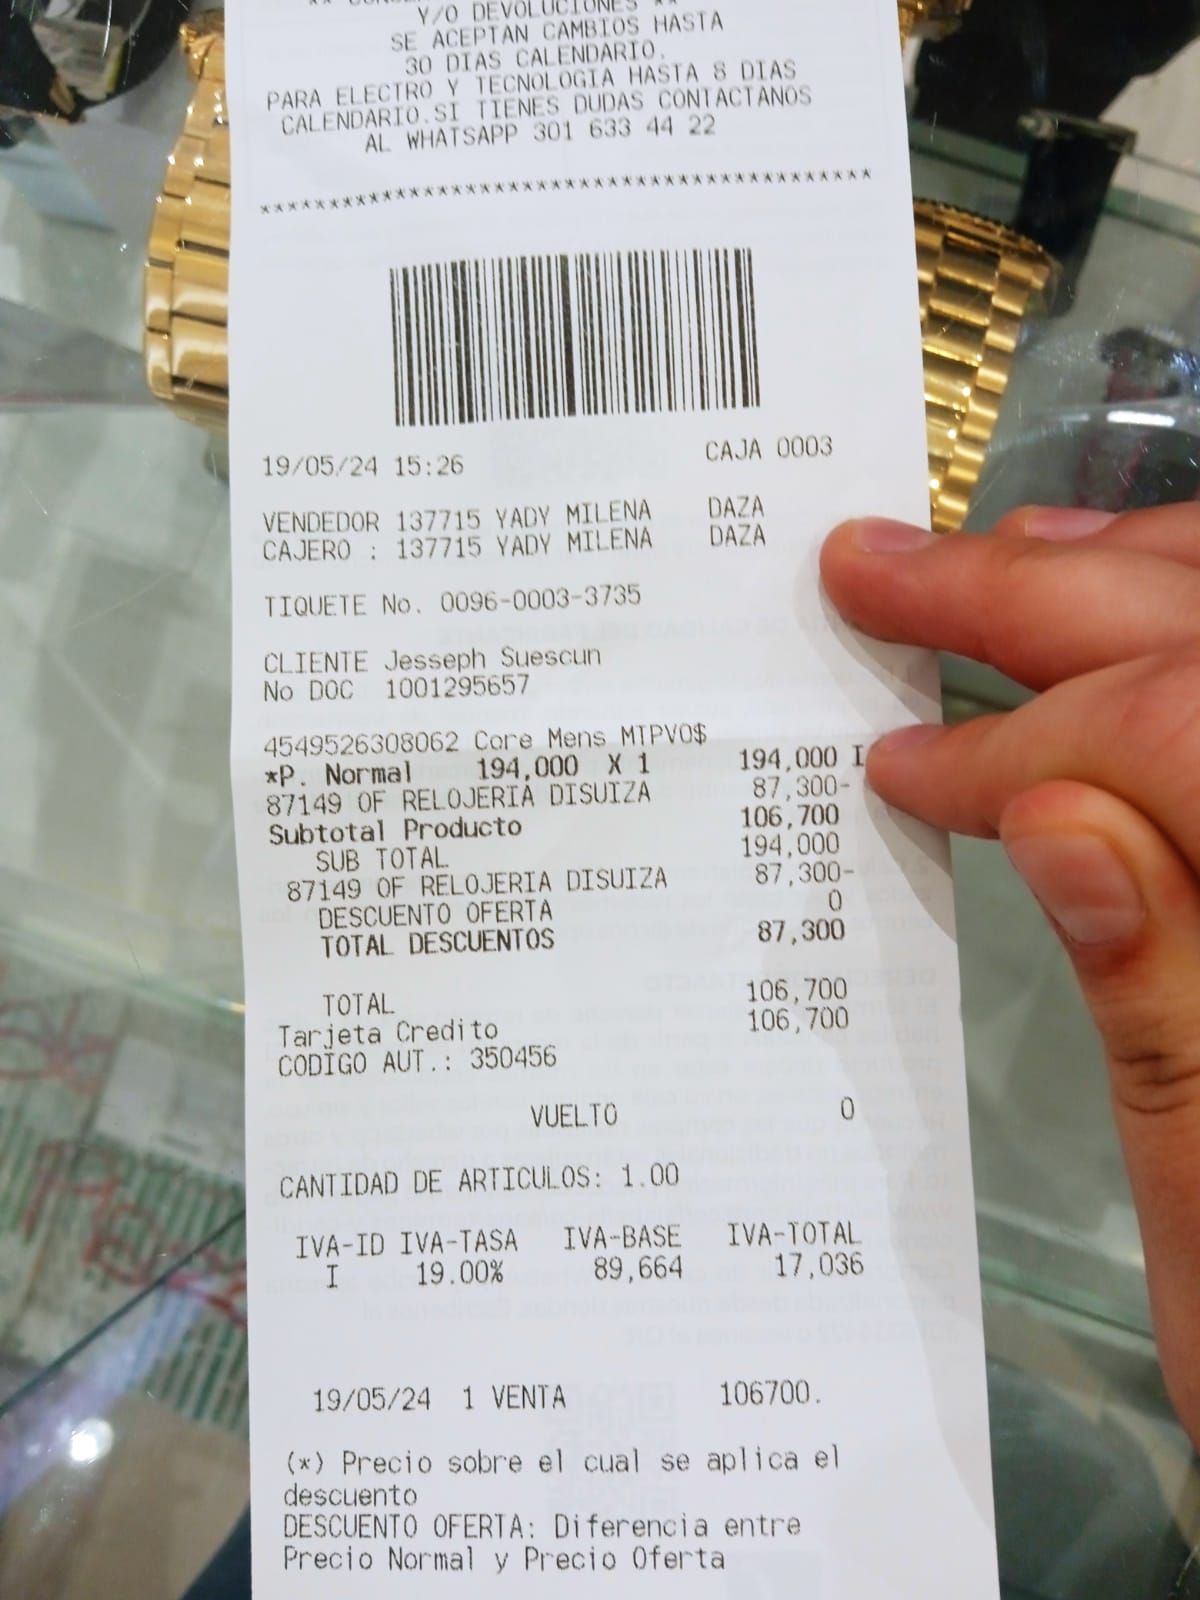 Y/O DEVOLUCIONES **
SE ACEPTAN CAMBIOS HASTA
30 DIAS CALENDARIO.
PARA ELECTRO Y TECNOLOGIA HASTA 8 DIAS
CALENDARIO.SI TIENES DUDAS CONTACTANOS
AL WHATSAPP 301 633 44 22
*********************************************
19/05/24 15:26 CAJA 0003
VENDEDOR 137715 YADY MILENA DAZA
CAJERO : 137715 YADY MILENA DAZA
TIQUETE No. 0096-0003-3735
CLIENTE Jesseph Suescun
No DOC 1001295657
4549526308062 Core Mens MTPVO$
*P. Normal 194,000 X 1 194,000 I
87149 OF RELOJERIA DISUIZA 87,300-
Subtotal Producto 106,700
SUB TOTAL 194,000
87149 OF RELOJERIA DISUIZA 87,300-
DESCUENTO OFERTA 0
TOTAL DESCUENTOS 87,300
TOTAL 106,700
Tarjeta Credito 106,700
CODIGO AUT.: 350456
VUELTO 0
CANTIDAD DE ARTICULOS: 1.00
IVA-ID IVA-TASA IVA-BASE IVA-TOTAL
I 19.00% 89,664 17,036
19/05/24 1 VENTA 106700.
(*) Precio sobre el cual se aplica el
descuento
DESCUENTO OFERTA: Diferencia entre
Precio Normal y Precio Oferta